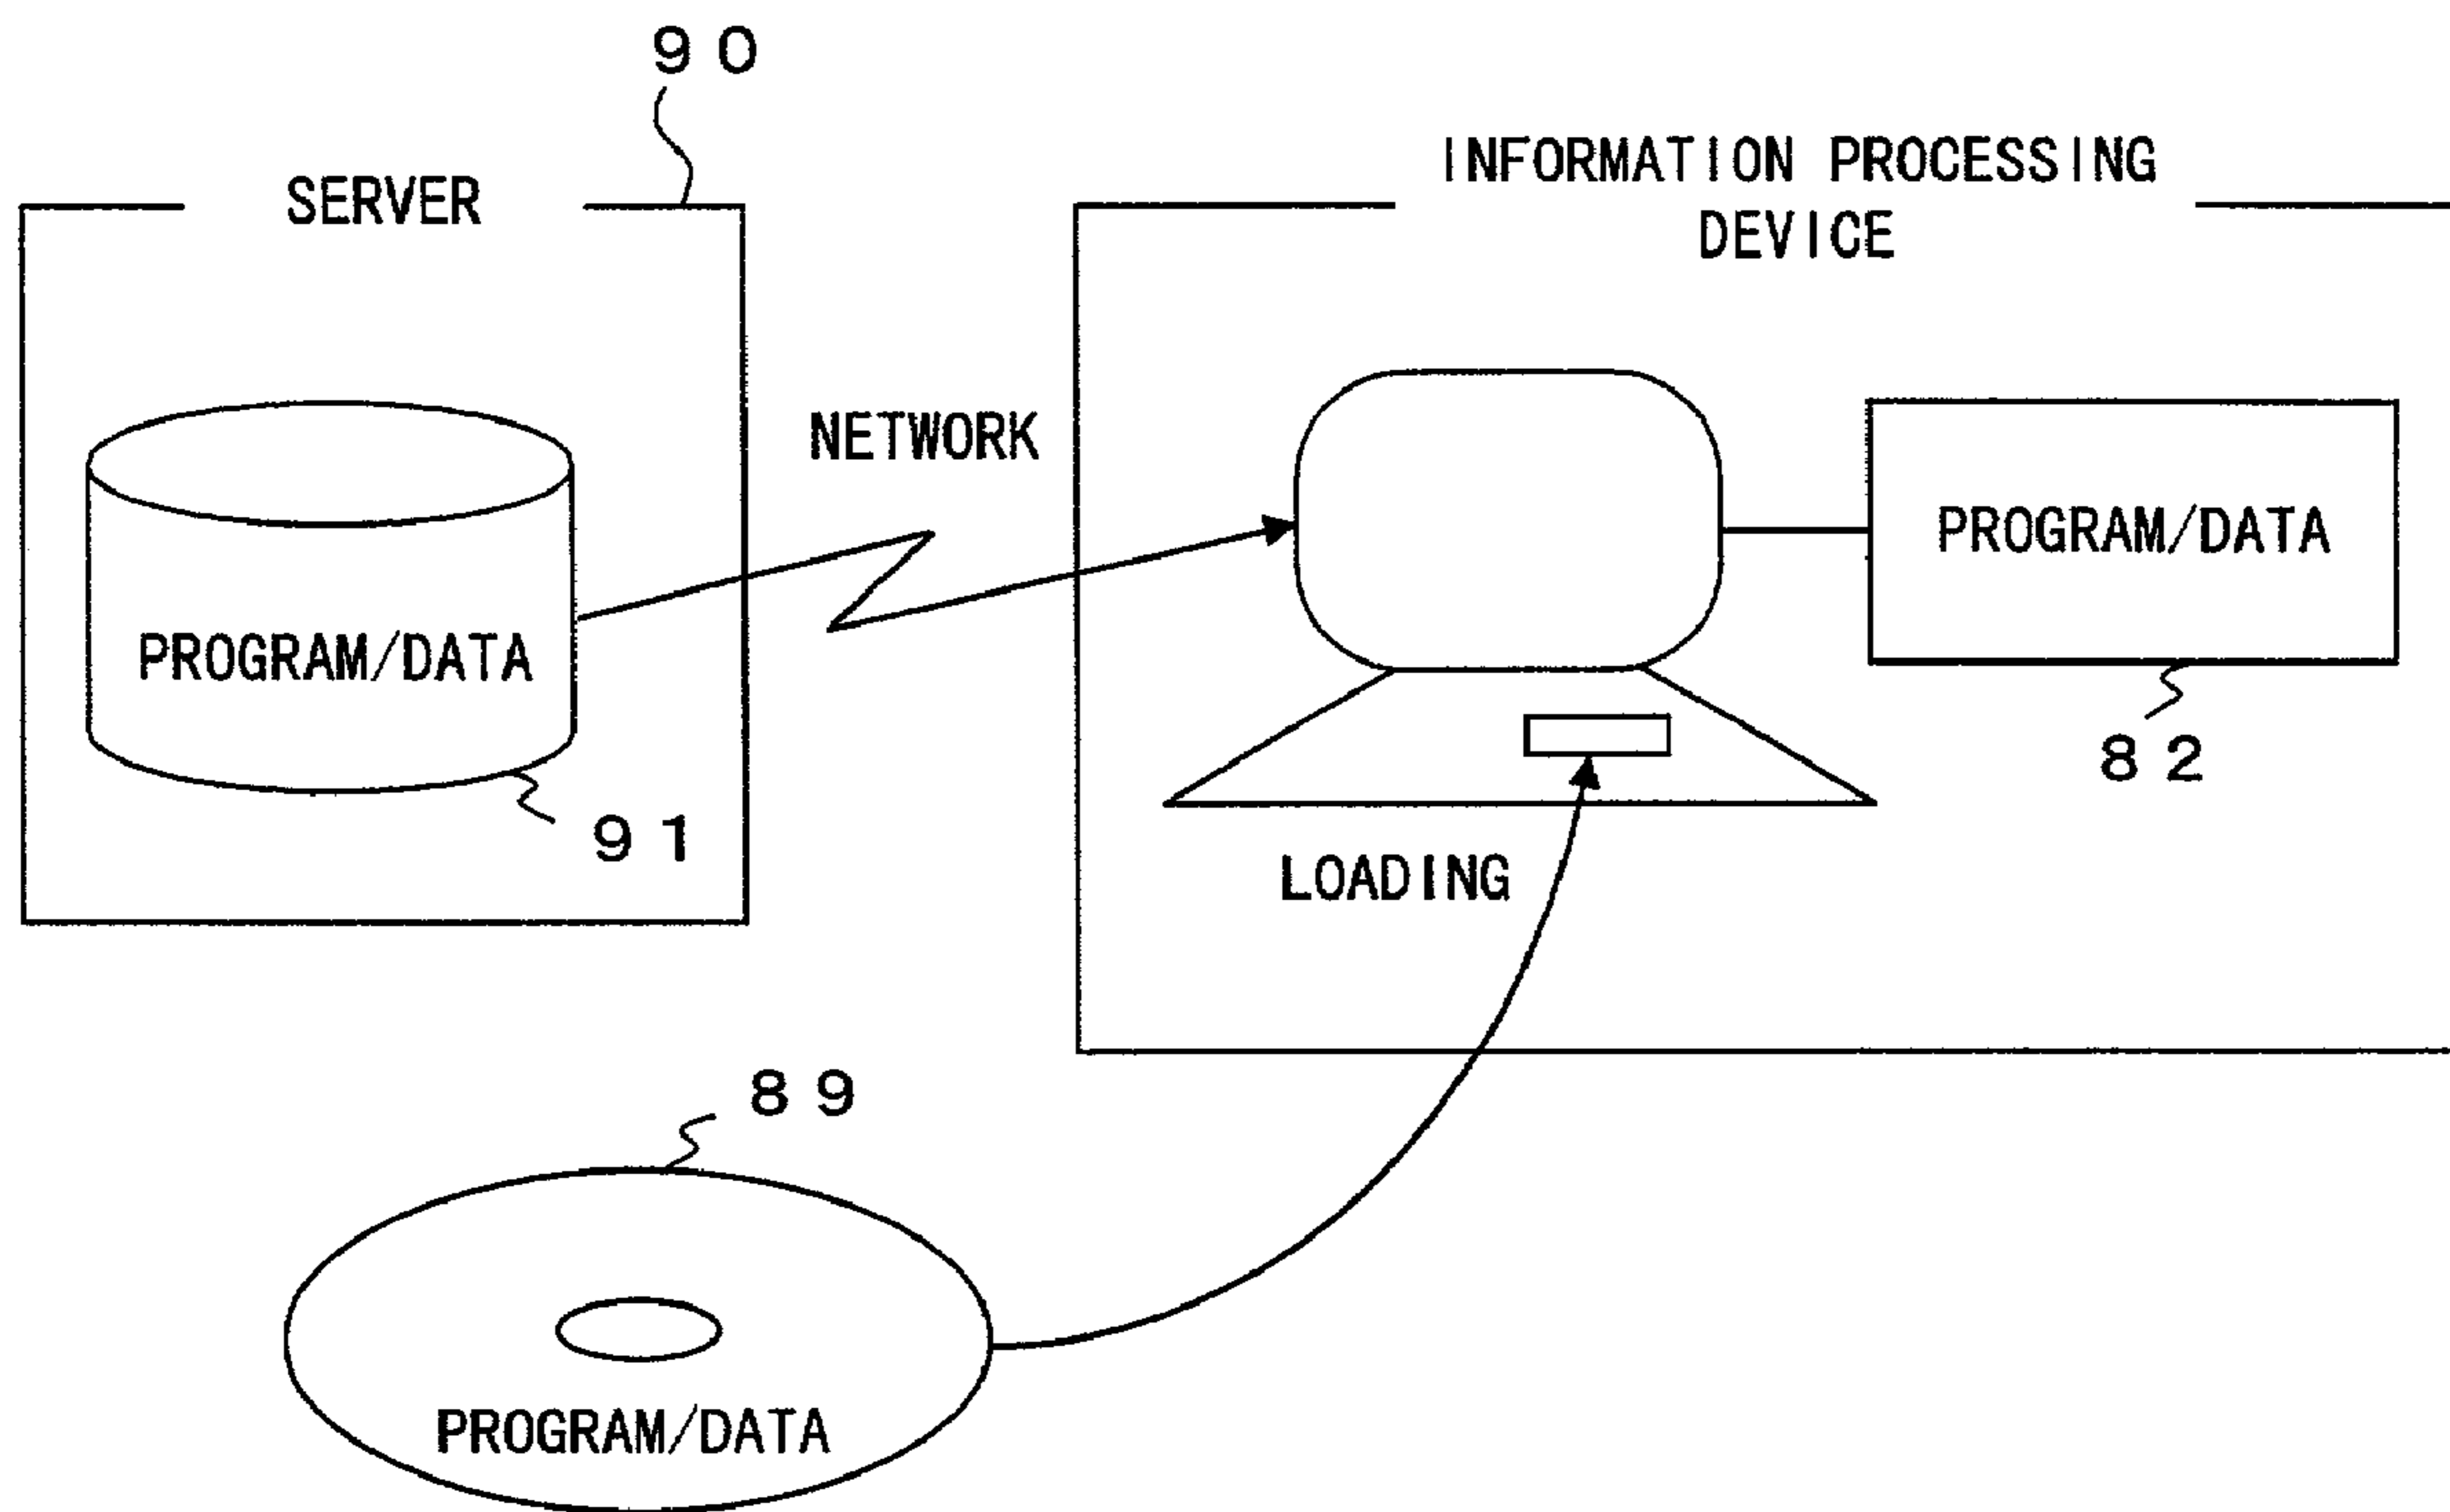 90
SERVER
INFORMATION PROCESSING
DEVICE
NETWORK
PROGRAM/DATA
PROGRAM/DATA
82
91
LOADING
89
PROGRAM/DATA